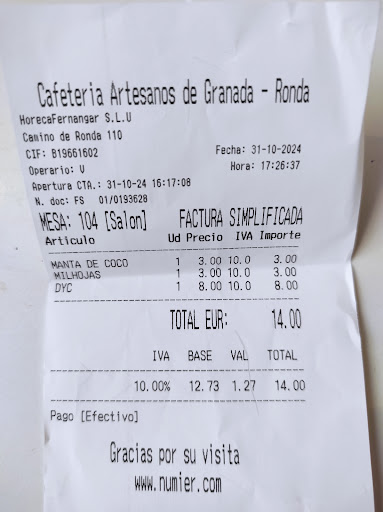 Cafeteria Artesanos de Granada - Ronda
HorecaFernangar S.L.U
Camino de Ronda 110
CIF: B19661602
Fecha: 31-10-2024
Operario: V
Hora: 17:26:37
Apertura CTA.: 31-10-24 16:17:08
N. doc: FS 01/0193628
MESA: 104 [Salon] FACTURA SIMPLIFICADA
Articulo Ud Precio IVA Importe
MANTA DE COCO 1 3.00 10.0 3.00
MILHOJAS 1 3.00 10.0 3.00
DYC 1 8.00 10.0 8.00
TOTAL EUR: 14.00
IVA BASE VAL TOTAL
10.00% 12.73 1.27 14.00
Pago [Efectivo]
Gracias por su visita
www.numier.com